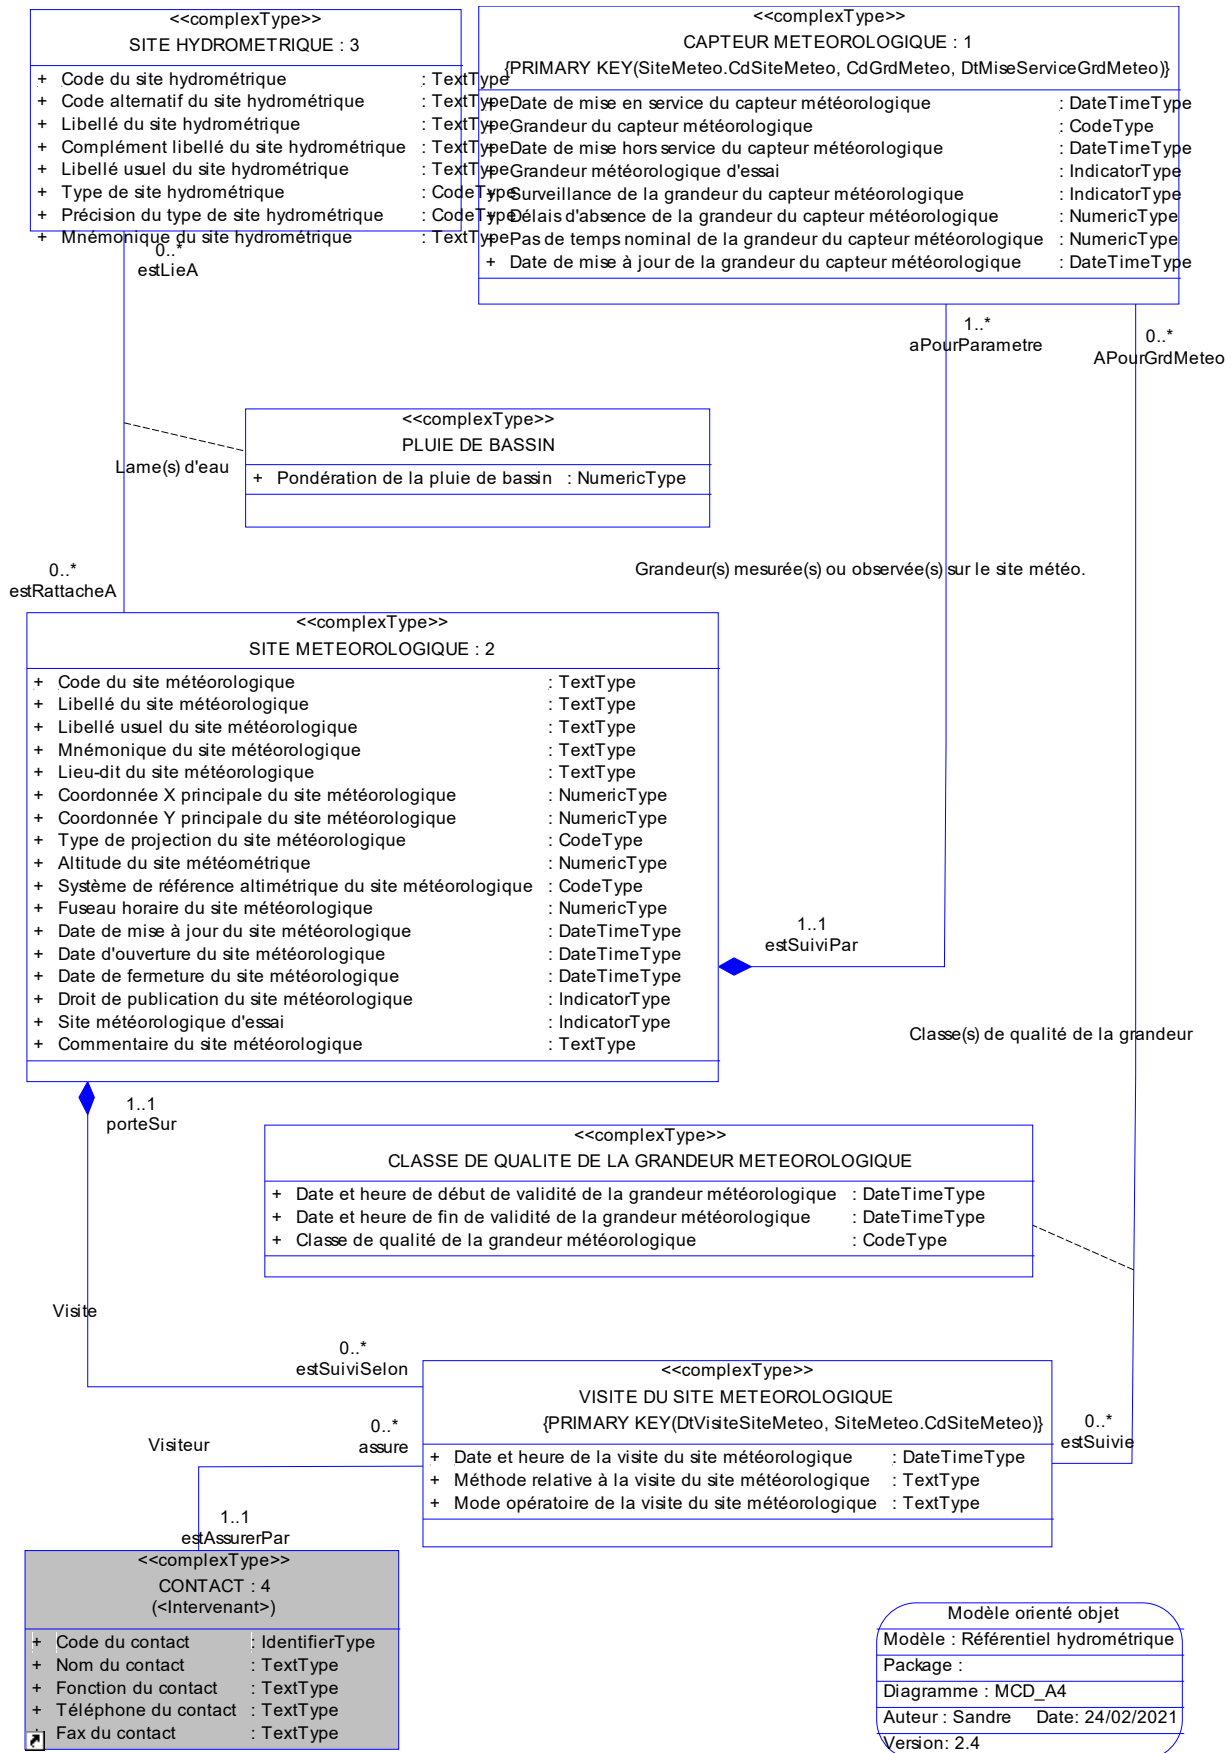 <<complexType>>
SITE HYDROMETRIQUE : 3
+ Code du site hydrométrique : TextType
+ Code alternatif du site hydrométrique : TextType
+ Libellé du site hydrométrique : TextType
+ Complément libellé du site hydrométrique : TextType
+ Libellé usuel du site hydrométrique : TextType
+ Type de site hydrométrique : CodeType
+ Précision du type de site hydrométrique : CodeType
+ Mnémonique du site hydrométrique : TextType
<<complexType>>
CAPTEUR METEOROLOGIQUE : 1
{PRIMARY KEY(SiteMeteo.CdSiteMeteo, CdGrdMeteo, DtMiseServiceGrdMeteo)}
+ Date de mise en service du capteur météorologique : DateTimeType
+ Grandeur du capteur météorologique : CodeType
+ Date de mise hors service du capteur météorologique : DateTimeType
+ Grandeur météorologique d'essai : IndicatorType
+ Surveillance de la grandeur du capteur météorologique : IndicatorType
+ Délais d'absence de la grandeur du capteur météorologique : NumericType
+ Pas de temps nominal de la grandeur du capteur météorologique : NumericType
+ Date de mise à jour de la grandeur du capteur météorologique : DateTimeType
0..*
estLieA
1..*
aPourParametre
0..*
APourGrdMeteo
<<complexType>>
PLUIE DE BASSIN
+ Pondération de la pluie de bassin : NumericType
Lame(s) d'eau
0..*
estRattacheA
Grandeur(s) mesurée(s) ou observée(s) sur le site météo.
<<complexType>>
SITE METEOROLOGIQUE : 2
+ Code du site météorologique : TextType
+ Libellé du site météorologique : TextType
+ Libellé usuel du site météorologique : TextType
+ Mnémonique du site météorologique : TextType
+ Lieu-dit du site météorologique : TextType
+ Coordonnée X principale du site météorologique : NumericType
+ Coordonnée Y principale du site météorologique : NumericType
+ Type de projection du site météorologique : CodeType
+ Altitude du site météométrique : NumericType
+ Système de référence altimétrique du site météorologique : CodeType
+ Fuseau horaire du site météorologique : NumericType
+ Date de mise à jour du site météorologique : DateTimeType
+ Date d'ouverture du site météorologique : DateTimeType
+ Date de fermeture du site météorologique : DateTimeType
+ Droit de publication du site météorologique : IndicatorType
+ Site météorologique d'essai : IndicatorType
+ Commentaire du site météorologique : TextType
1..1
estSuiviPar
Classe(s) de qualité de la grandeur
1..1
porteSur
<<complexType>>
CLASSE DE QUALITE DE LA GRANDEUR METEOROLOGIQUE
+ Date et heure de début de validité de la grandeur météorologique : DateTimeType
+ Date et heure de fin de validité de la grandeur météorologique : DateTimeType
+ Classe de qualité de la grandeur météorologique : CodeType
Visite
0..*
estSuiviSelon
<<complexType>>
VISITE DU SITE METEOROLOGIQUE
{PRIMARY KEY(DtVisiteSiteMeteo, SiteMeteo.CdSiteMeteo)}
+ Date et heure de la visite du site météorologique : DateTimeType
+ Méthode relative à la visite du site météorologique : TextType
+ Mode opératoire de la visite du site météorologique : TextType
0..*
estSuivie
0..*
assure
Visiteur
1..1
estAssurerPar
<<complexType>>
CONTACT : 4
(<Intervenant>)
+ Code du contact : IdentifierType
+ Nom du contact : TextType
+ Fonction du contact : TextType
+ Téléphone du contact : TextType
+ Fax du contact : TextType
Modèle orienté objet
Modèle : Référentiel hydrométrique
Package :
Diagramme : MCD_A4
Auteur : Sandre Date: 24/02/2021
Version: 2.4